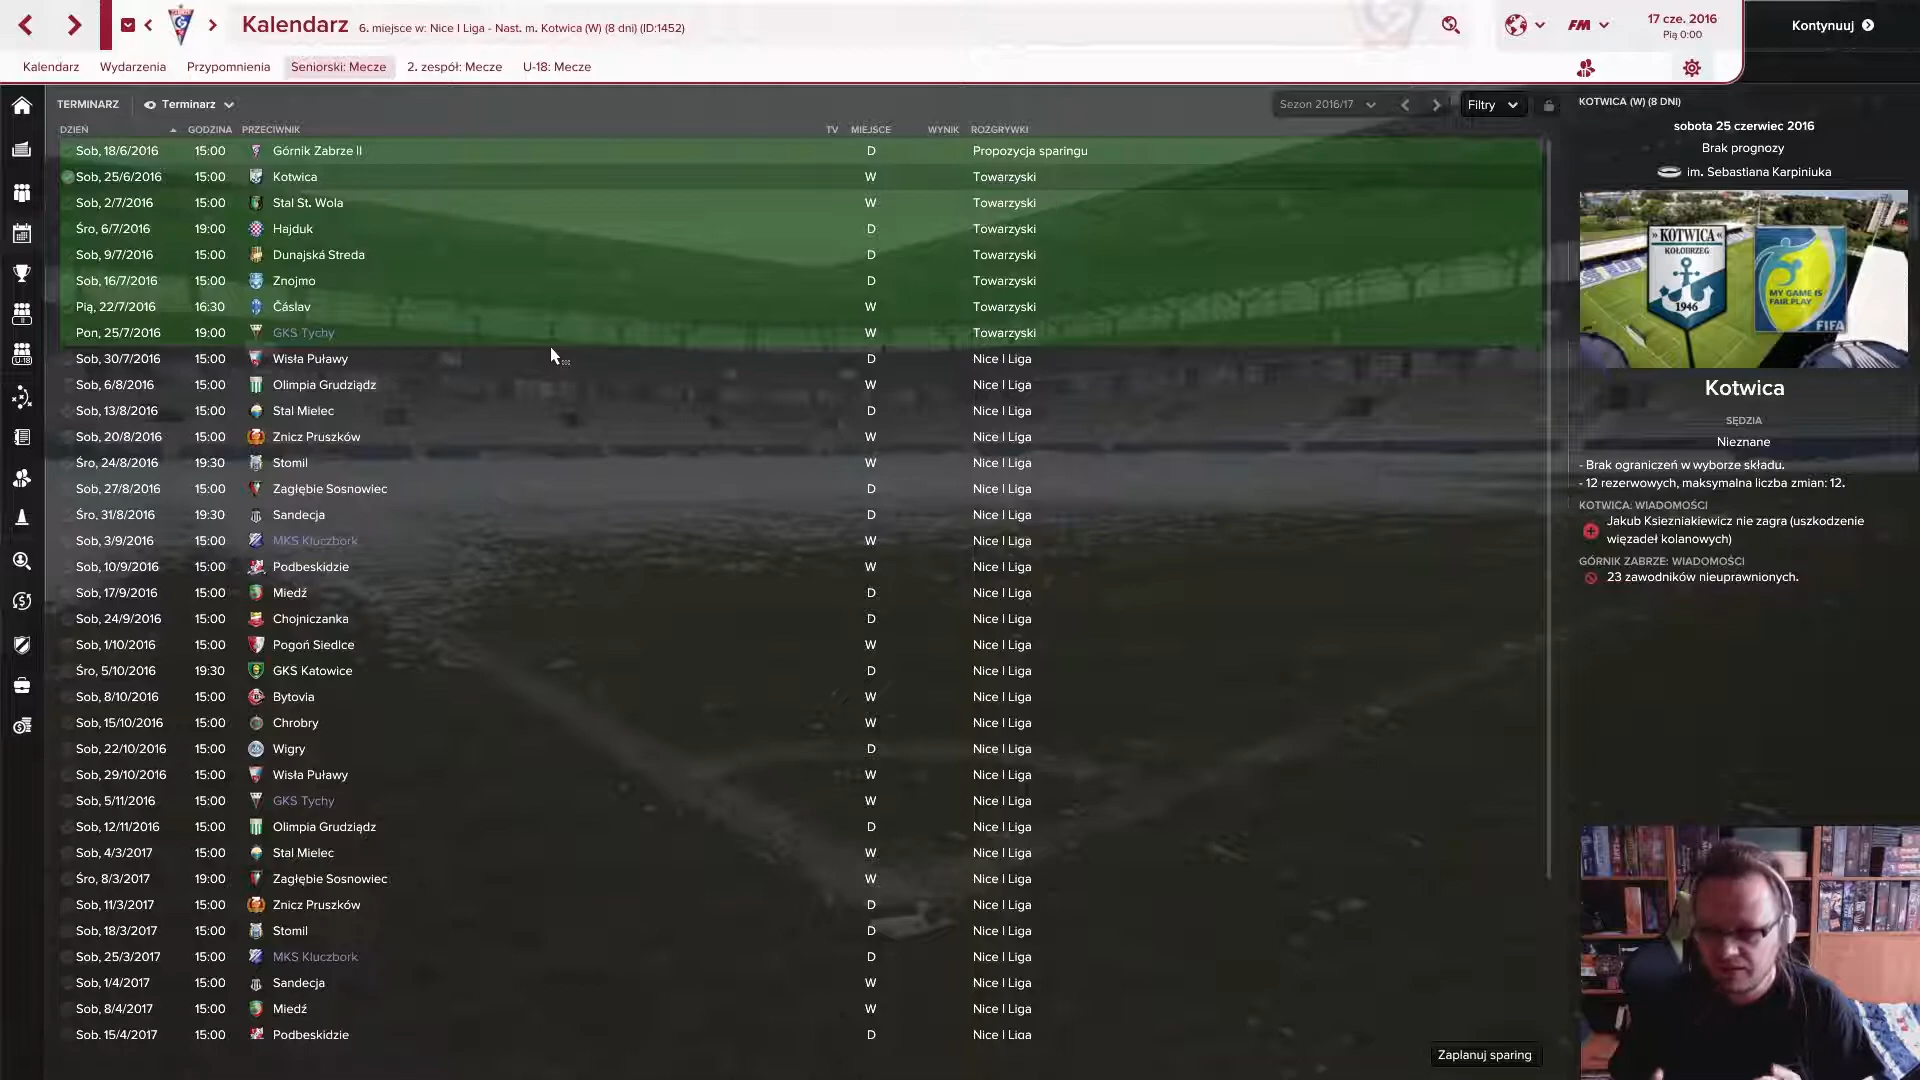 Kalendarz
6. miejsce w: Nice I Liga - Nast. m. Kotwica (W) (8 dni) (ID:1452)
FM
17 cze. 2016
Pią 0:00
Kontynuuj
Kalendarz Wydarzenia Przypomnienia Seniorski: Mecze 2. zespół: Mecze U-18: Mecze
TERMINARZ Terminarz Sezon 2016/17 Filtry
DZIEŃ GODZINA PRZECIWNIK TV MIEJSCE WYNIK ROZGRYWKI
Sob, 18/6/2016 15:00 Górnik Zabrze II D Propozycja sparingu
Sob, 25/6/2016 15:00 Kotwica W Towarzyski
Sob, 2/7/2016 15:00 Stal St. Wola W Towarzyski
Śro, 6/7/2016 19:00 Hajduk D Towarzyski
Sob, 9/7/2016 15:00 Dunajská Streda D Towarzyski
Sob, 16/7/2016 15:00 Znojmo D Towarzyski
Pią, 22/7/2016 16:30 Čáslav W Towarzyski
Pon, 25/7/2016 19:00 GKS Tychy W Towarzyski
Sob, 30/7/2016 15:00 Wisła Puławy D Nice I Liga
Sob, 6/8/2016 15:00 Olimpia Grudziądz W Nice I Liga
Sob, 13/8/2016 15:00 Stal Mielec D Nice I Liga
Sob, 20/8/2016 15:00 Znicz Pruszków W Nice I Liga
Śro, 24/8/2016 19:30 Stomil W Nice I Liga
Sob, 27/8/2016 15:00 Zagłębie Sosnowiec D Nice I Liga
Śro, 31/8/2016 19:30 Sandecja D Nice I Liga
Sob, 3/9/2016 15:00 MKS Kluczbork W Nice I Liga
Sob, 10/9/2016 15:00 Podbeskidzie W Nice I Liga
Sob, 17/9/2016 15:00 Miedź D Nice I Liga
Sob, 24/9/2016 15:00 Chojniczanka D Nice I Liga
Sob, 1/10/2016 15:00 Pogoń Siedlce W Nice I Liga
Śro, 5/10/2016 19:30 GKS Katowice D Nice I Liga
Sob, 8/10/2016 15:00 Bytovia W Nice I Liga
Sob, 15/10/2016 15:00 Chrobry W Nice I Liga
Sob, 22/10/2016 15:00 Wigry D Nice I Liga
Sob, 29/10/2016 15:00 Wisła Puławy W Nice I Liga
Sob, 5/11/2016 15:00 GKS Tychy W Nice I Liga
Sob, 12/11/2016 15:00 Olimpia Grudziądz D Nice I Liga
Sob, 4/3/2017 15:00 Stal Mielec W Nice I Liga
Śro, 8/3/2017 19:00 Zagłębie Sosnowiec W Nice I Liga
Sob, 11/3/2017 15:00 Znicz Pruszków D Nice I Liga
Sob, 18/3/2017 15:00 Stomil D Nice I Liga
Sob, 25/3/2017 15:00 MKS Kluczbork D Nice I Liga
Sob, 1/4/2017 15:00 Sandecja W Nice I Liga
Sob, 8/4/2017 15:00 Miedź W Nice I Liga
Sob, 15/4/2017 15:00 Podbeskidzie D Nice I Liga
Zaplanuj sparing
KOTWICA (W) (8 DNI)
sobota 25 czerwiec 2016
Brak prognozy
im. Sebastiana Karpiniuka
» KOTWICA «
KOŁOBRZEG
1946
MY GAME IS
FAIR PLAY
FIFA
Kotwica
SĘDZIA
Nieznane
- Brak ograniczeń w wyborze składu.
- 12 rezerwowych, maksymalna liczba zmian: 12.
KOTWICA: WIADOMOŚCI
Jakub Ksiezniakiewicz nie zagra (uszkodzenie
więzadeł kolanowych)
GÓRNIK ZABRZE: WIADOMOŚCI
23 zawodników nieuprawnionych.